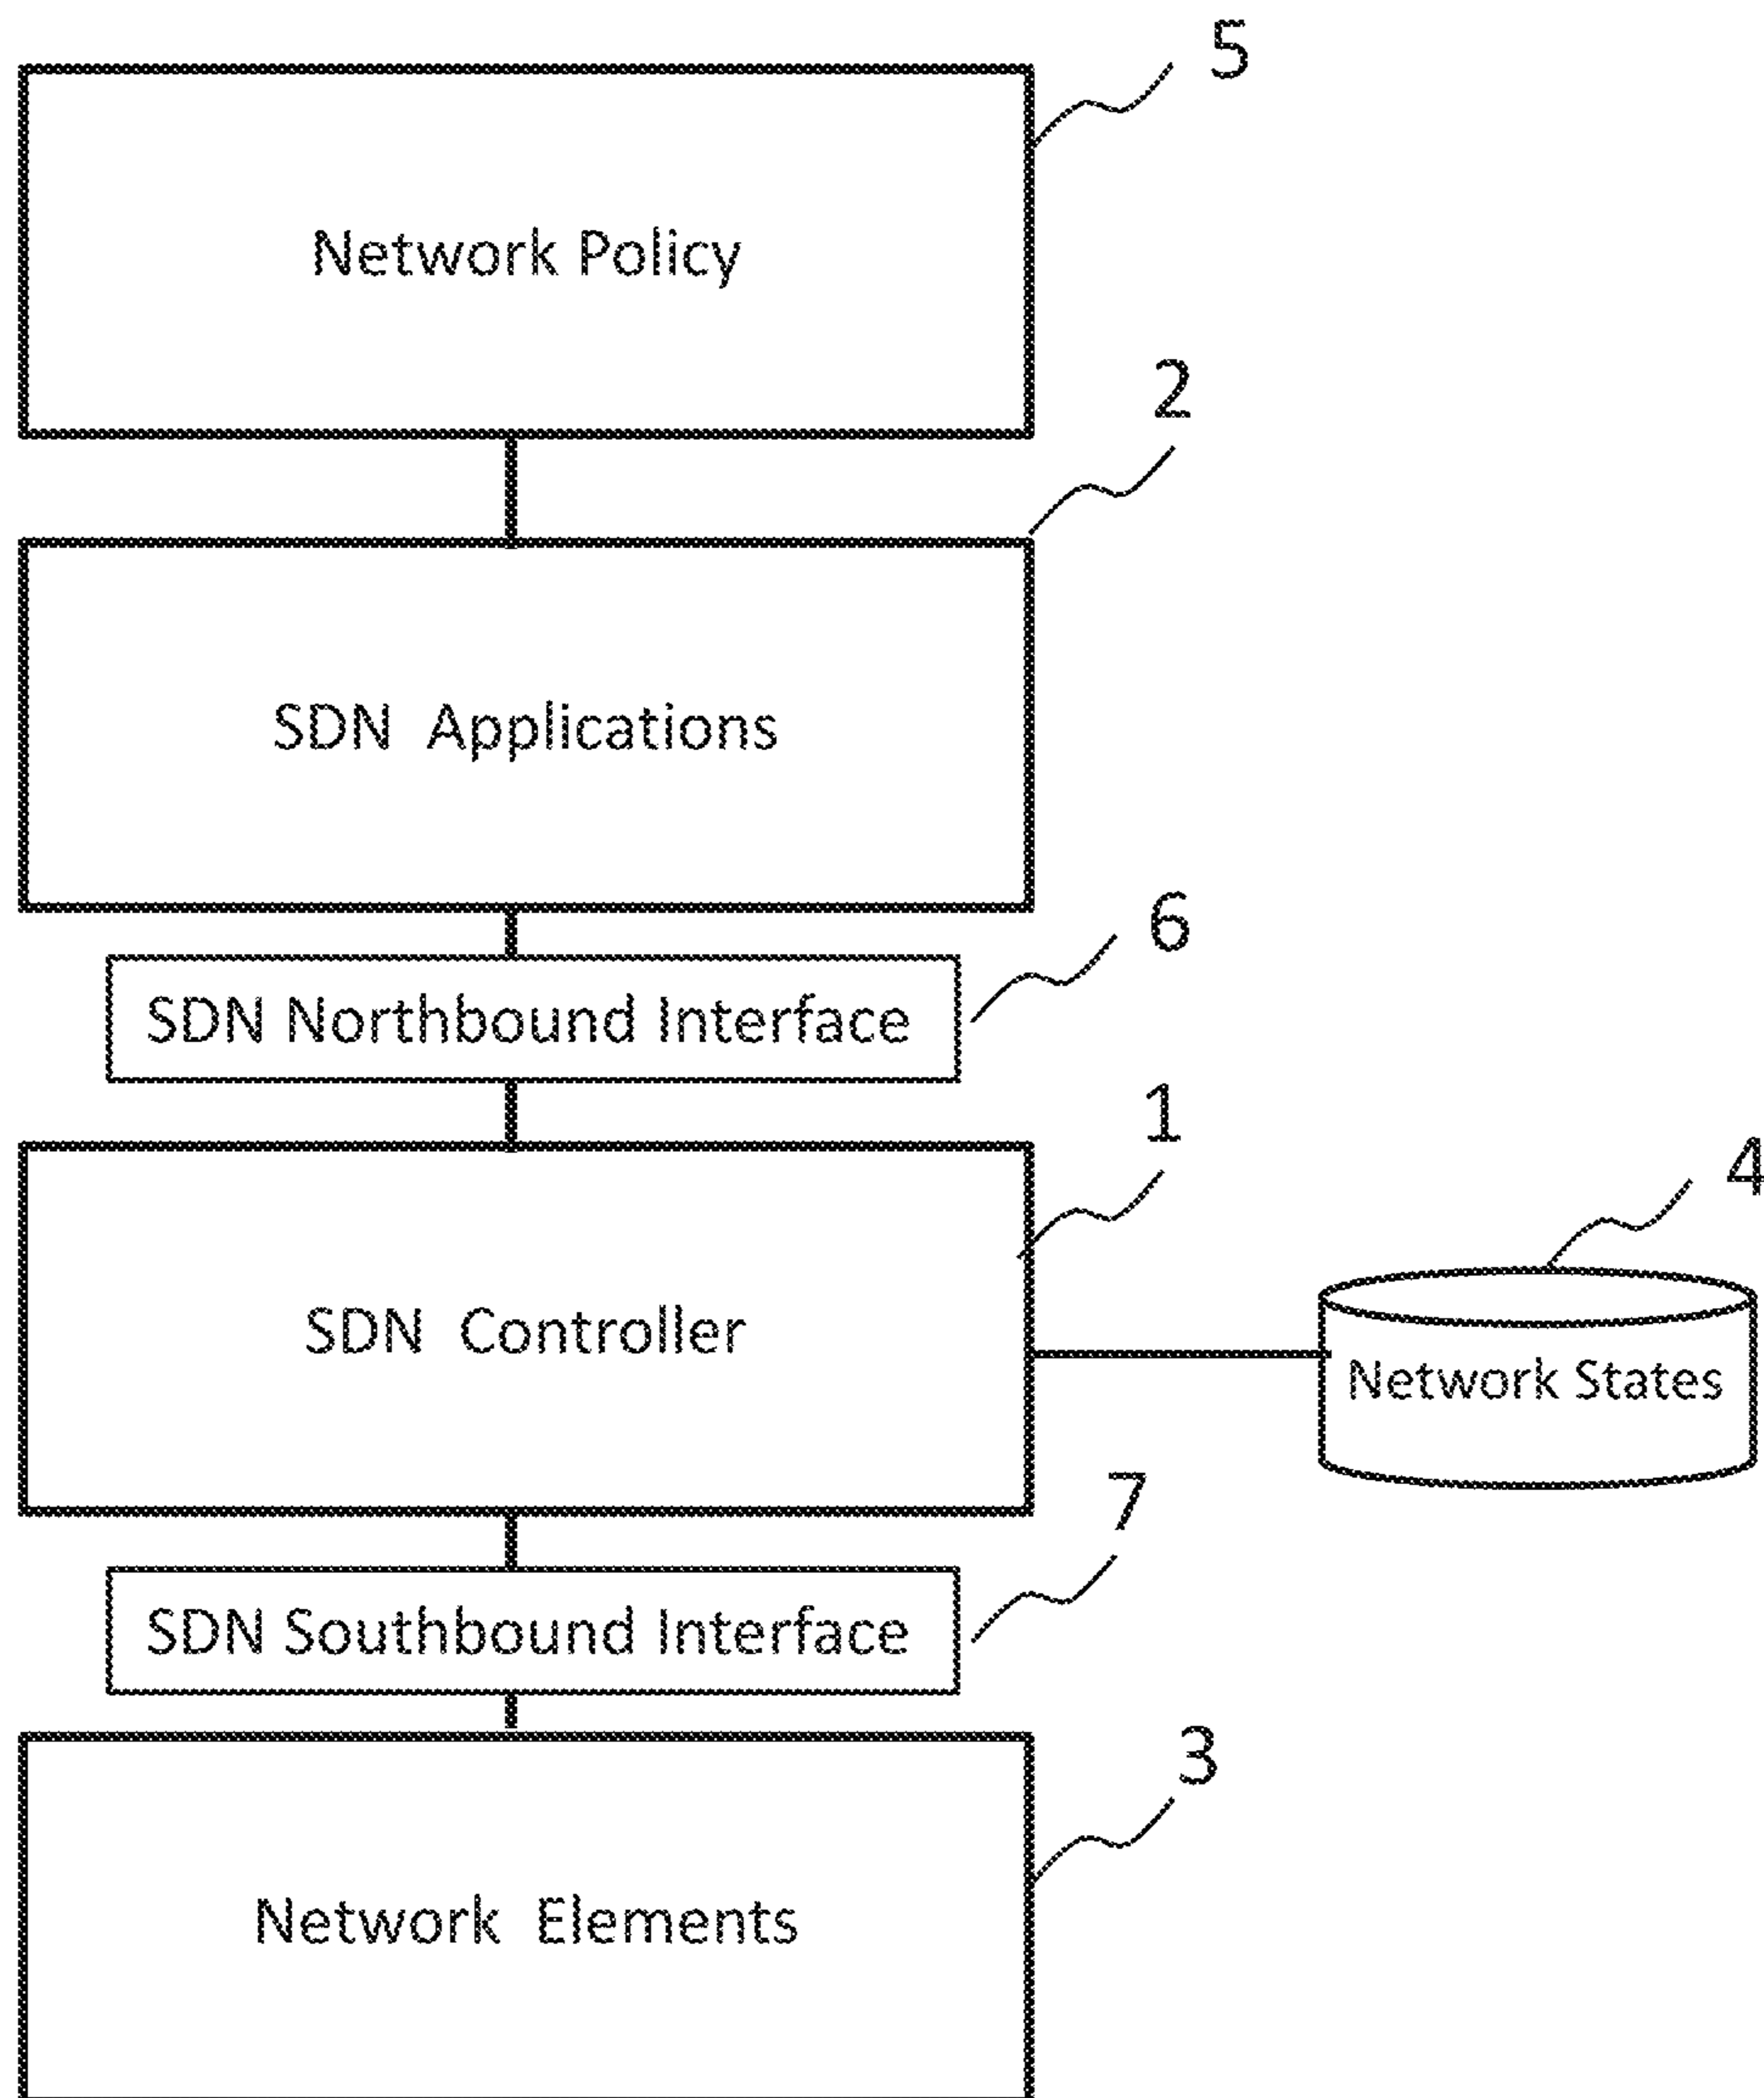 5
Network Policy
2
SDN Applications
6
SDN Northbound Interface
1
SDN Controller
4
Network States
7
SDN Southbound Interface
3
Network Elements